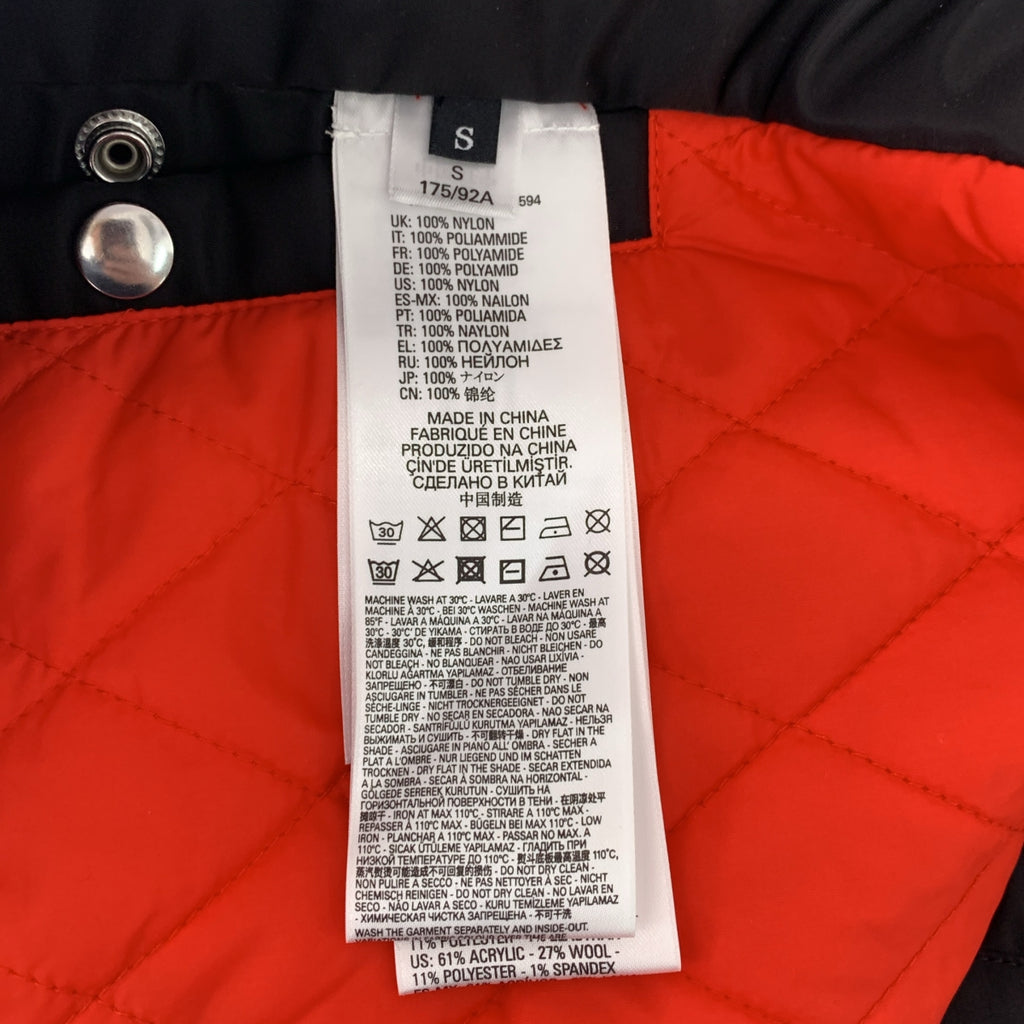 S
S
175/92A
594
UK: 100% NYLON
IT: 100% POLIAMMIDE
FR: 100% POLYAMIDE
DE: 100% POLYAMID
US: 100% NYLON
ES-MX: 100% NAILON
PT: 100% POLIAMIDA
TR: 100% NAYLON
EL: 100% ΠΟΛΥΑΜΙΔΕΣ
RU: 100% НЕЙЛОН
JP: 100% ナイロン
CN: 100% 锦纶
MADE IN CHINA
FABRIQUÉ EN CHINE
PRODUZIDO NA CHINA
ÇİN'DE ÜRETİLMİŞTİR.
СДЕЛАНО В КИТАЙ
中国制造
30
30
MACHINE WASH AT 30°C - LAVARE A 30°C - LAVER EN
MACHINE À 30°C - BEI 30°C WASCHEN - MACHINE WASH AT
85°F - LAVAR A MÁQUINA A 30°C - LAVAR NA MÁQUINA A
30°C - 30°C' DE YIKAMA - СТИРАТЬ В ВОДЕ ДО 30°C - 最高
洗涤温度 30°C, 缓和程序 - DO NOT BLEACH - NON USARE
CANDEGGINA - NE PAS BLANCHIR - NICHT BLEICHEN - DO
NOT BLEACH - NO BLANQUEAR - NAO USAR LIXÍVIA -
KLORLU AĞARTMA YAPILAMAZ - ОТБЕЛИВАНИЕ
ЗАПРЕЩЕНО - 不可漂白 - DO NOT TUMBLE DRY - NON
ASCIUGARE IN TUMBLER - NE PAS SÉCHER DANS LE
SÈCHE-LINGE - NICHT TROCKNERGEEIGNET - DO NOT
TUMBLE DRY - NO SECAR EN SECADORA - NAO SECAR NA
SECADOR - SANTRİFÜJLÜ KURUTMA YAPILAMAZ - НЕЛЬЗЯ
ВЫЖИМАТЬ И СУШИТЬ - 不可翻转干燥 - DRY FLAT IN THE
SHADE - ASCIUGARE IN PIANO ALL' OMBRA - SECHER A
PLAT A L'OMBRE - NUR LIEGEND UND IM SCHATTEN
TROCKNEN - DRY FLAT IN THE SHADE - SECAR EXTENDIDA
A LA SOMBRA - SECAR À SOMBRA NA HORIZONTAL -
GÖLGEDE SEREREK KURUTUN - СУШИТЬ НА
ГОРИЗОНТАЛЬНОЙ ПОВЕРХНОСТИ В ТЕНИ - 在阴凉处平
摊晾干 - IRON AT MAX 110°C - STIRARE A 110°C MAX -
REPASSER À 110°C MAX - BÜGELN BEI MAX 110°C - LOW
IRON - PLANCHAR A 110°C MAX - PASSAR NO MAX. A
110°C - SICAK ÜTÜLEME YAPILMALI - ГЛАДИТЬ ПРИ
НИЗКОЙ ТЕМПЕРАТУРЕ ДО 110°C - 熨斗底板最高温度 110°C,
蒸汽熨烫可能造成不可回复的损伤 - DO NOT DRY CLEAN -
NON PULIRE A SECCO - NE PAS NETTOYER À SEC - NICHT
CHEMISCH REINIGEN - DO NOT DRY CLEAN - NO LAVAR EN
SECO - NÃO LAVAR A SECO - KURU TEMİZLEME YAPILAMAZ
- ХИМИЧЕСКАЯ ЧИСТКА ЗАПРЕЩЕНА - 不可干洗
WASH THE GARMENT SEPARATELY AND INSIDE-OUT.
11% POLYESTER
US: 61% ACRYLIC - 27% WOOL -
11% POLYESTER - 1% SPANDEX